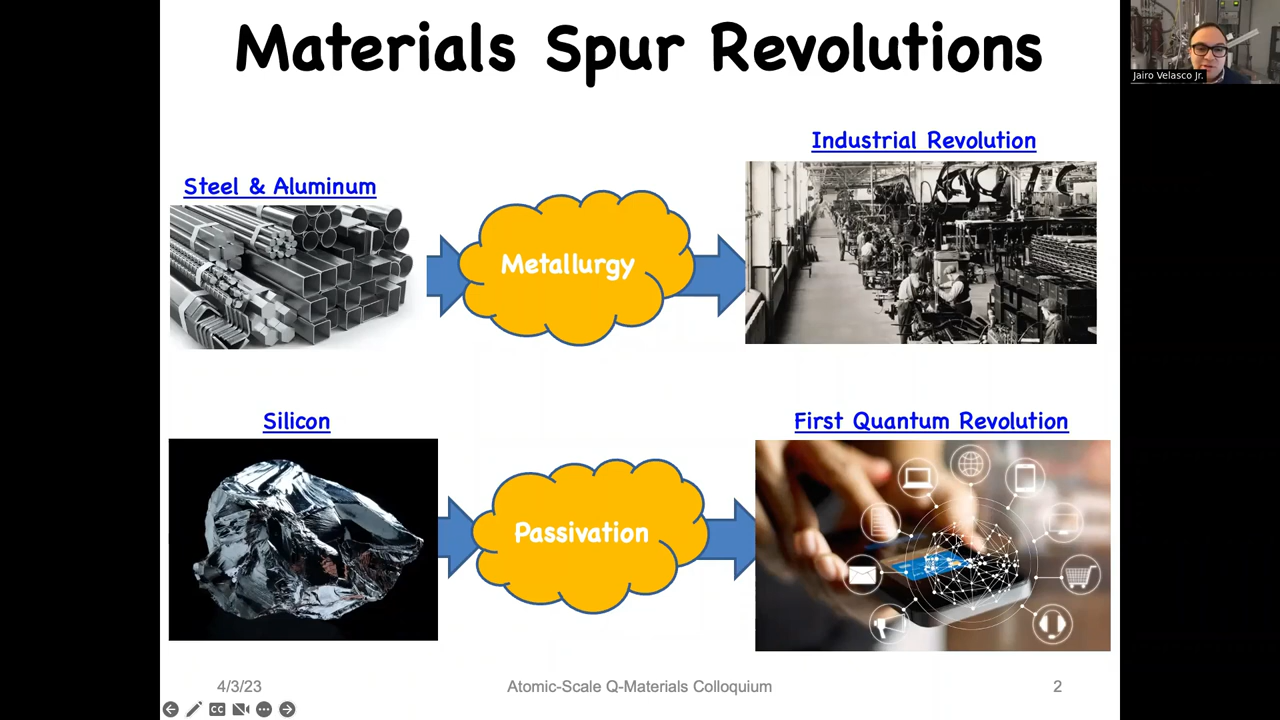 Materials Spur Revolutions
Jairo Velasco Jr.
Industrial Revolution
Steel & Aluminum
Metallurgy
Silicon
First Quantum Revolution
Passivation
4/3/23
Atomic-Scale Q-Materials Colloquium
2
CC